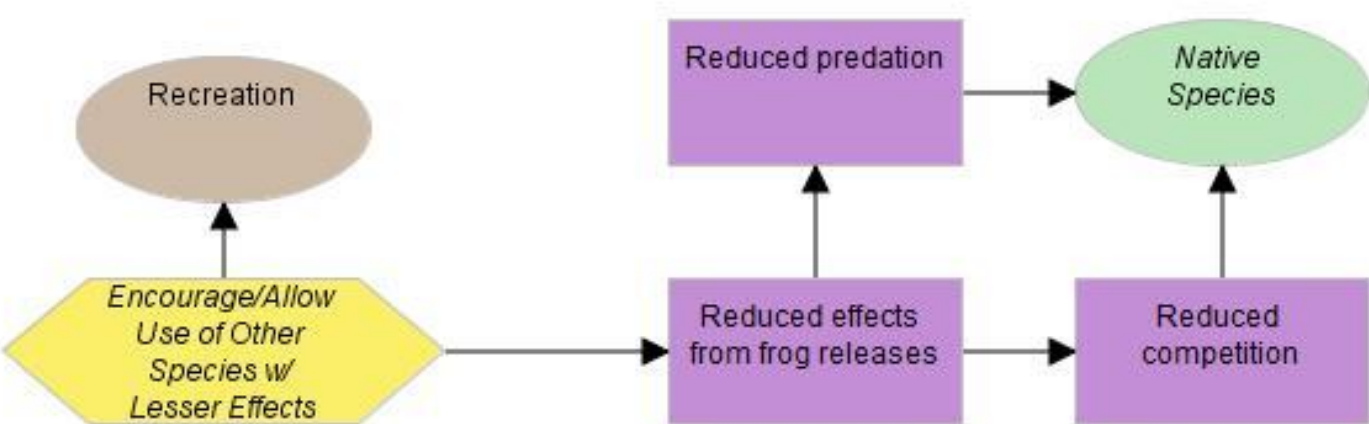 Recreation
Reduced predation
Native
Species
Encourage/Allow
Use of Other
Species w/
Lesser Effects
Reduced effects
from frog releases
Reduced
competition